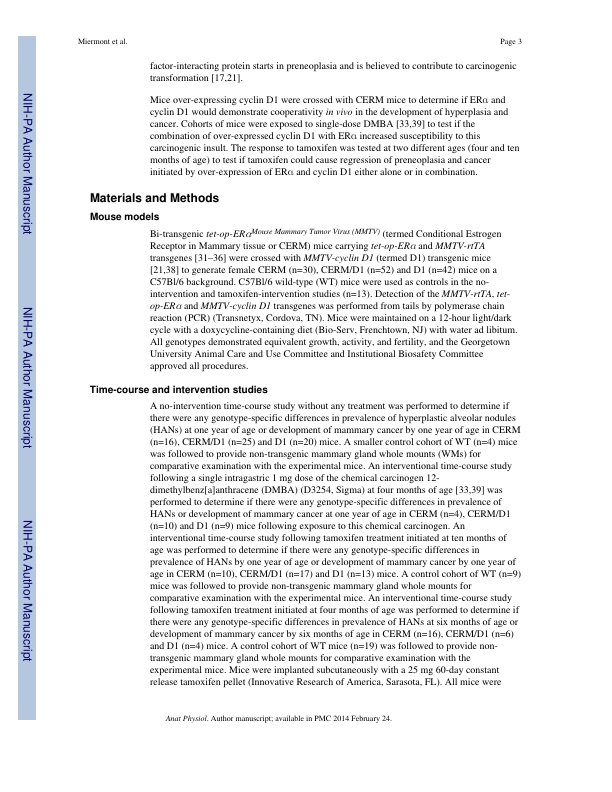 Miermont et al.
Page 3
factor-interacting protein starts in preneoplasia and is believed to contribute to carcinogenic
transformation [17,21].
Mice over-expressing cyclin D1 were crossed with CERM mice to determine if ERα and
cyclin D1 would demonstrate cooperativity in vivo in the development of hyperplasia and
cancer. Cohorts of mice were exposed to single-dose DMBA [33,39] to test if the
combination of over-expressed cyclin D1 with ERα increased susceptibility to this
carcinogenic insult. The response to tamoxifen was tested at two different ages (four and ten
months of age) to test if tamoxifen could cause regression of preneoplasia and cancer
initiated by over-expression of ERα and cyclin D1 either alone or in combination.
Materials and Methods
Mouse models
Bi-transgenic tet-op-ERαMouse Mammary Tumor Virus (MMTV) (termed Conditional Estrogen
Receptor in Mammary tissue or CERM) mice carrying tet-op-ERα and MMTV-rtTA
transgenes [31–36] were crossed with MMTV-cyclin D1 (termed D1) transgenic mice
[21,38] to generate female CERM (n=30), CERM/D1 (n=52) and D1 (n=42) mice on a
C57Bl/6 background. C57Bl/6 wild-type (WT) mice were used as controls in the no-
intervention and tamoxifen-intervention studies (n=13). Detection of the MMTV-rtTA, tet-
op-ERα and MMTV-cyclin D1 transgenes was performed from tails by polymerase chain
reaction (PCR) (Transnetyx, Cordova, TN). Mice were maintained on a 12-hour light/dark
cycle with a doxycycline-containing diet (Bio-Serv, Frenchtown, NJ) with water ad libitum.
All genotypes demonstrated equivalent growth, activity, and fertility, and the Georgetown
University Animal Care and Use Committee and Institutional Biosafety Committee
approved all procedures.
Time-course and intervention studies
A no-intervention time-course study without any treatment was performed to determine if
there were any genotype-specific differences in prevalence of hyperplastic alveolar nodules
(HANs) at one year of age or development of mammary cancer by one year of age in CERM
(n=16), CERM/D1 (n=25) and D1 (n=20) mice. A smaller control cohort of WT (n=4) mice
was followed to provide non-transgenic mammary gland whole mounts (WMs) for
comparative examination with the experimental mice. An interventional time-course study
following a single intragastric 1 mg dose of the chemical carcinogen 12-
dimethylbenz[a]anthracene (DMBA) (D3254, Sigma) at four months of age [33,39] was
performed to determine if there were any genotype-specific differences in prevalence of
HANs or development of mammary cancer at one year of age in CERM (n=4), CERM/D1
(n=10) and D1 (n=9) mice following exposure to this chemical carcinogen. An
interventional time-course study following tamoxifen treatment initiated at ten months of
age was performed to determine if there were any genotype-specific differences in
prevalence of HANs by one year of age or development of mammary cancer by one year of
age in CERM (n=10), CERM/D1 (n=17) and D1 (n=13) mice. A control cohort of WT (n=9)
mice was followed to provide non-transgenic mammary gland whole mounts for
comparative examination with the experimental mice. An interventional time-course study
following tamoxifen treatment initiated at four months of age was performed to determine if
there were any genotype-specific differences in prevalence of HANs at six months of age or
development of mammary cancer by six months of age in CERM (n=16), CERM/D1 (n=6)
and D1 (n=4) mice. A control cohort of WT mice (n=19) was followed to provide non-
transgenic mammary gland whole mounts for comparative examination with the
experimental mice. Mice were implanted subcutaneously with a 25 mg 60-day constant
release tamoxifen pellet (Innovative Research of America, Sarasota, FL). All mice were
Anat Physiol. Author manuscript; available in PMC 2014 February 24.
NIH-PA Author Manuscript
NIH-PA Author Manuscript
NIH-PA Author Manuscript